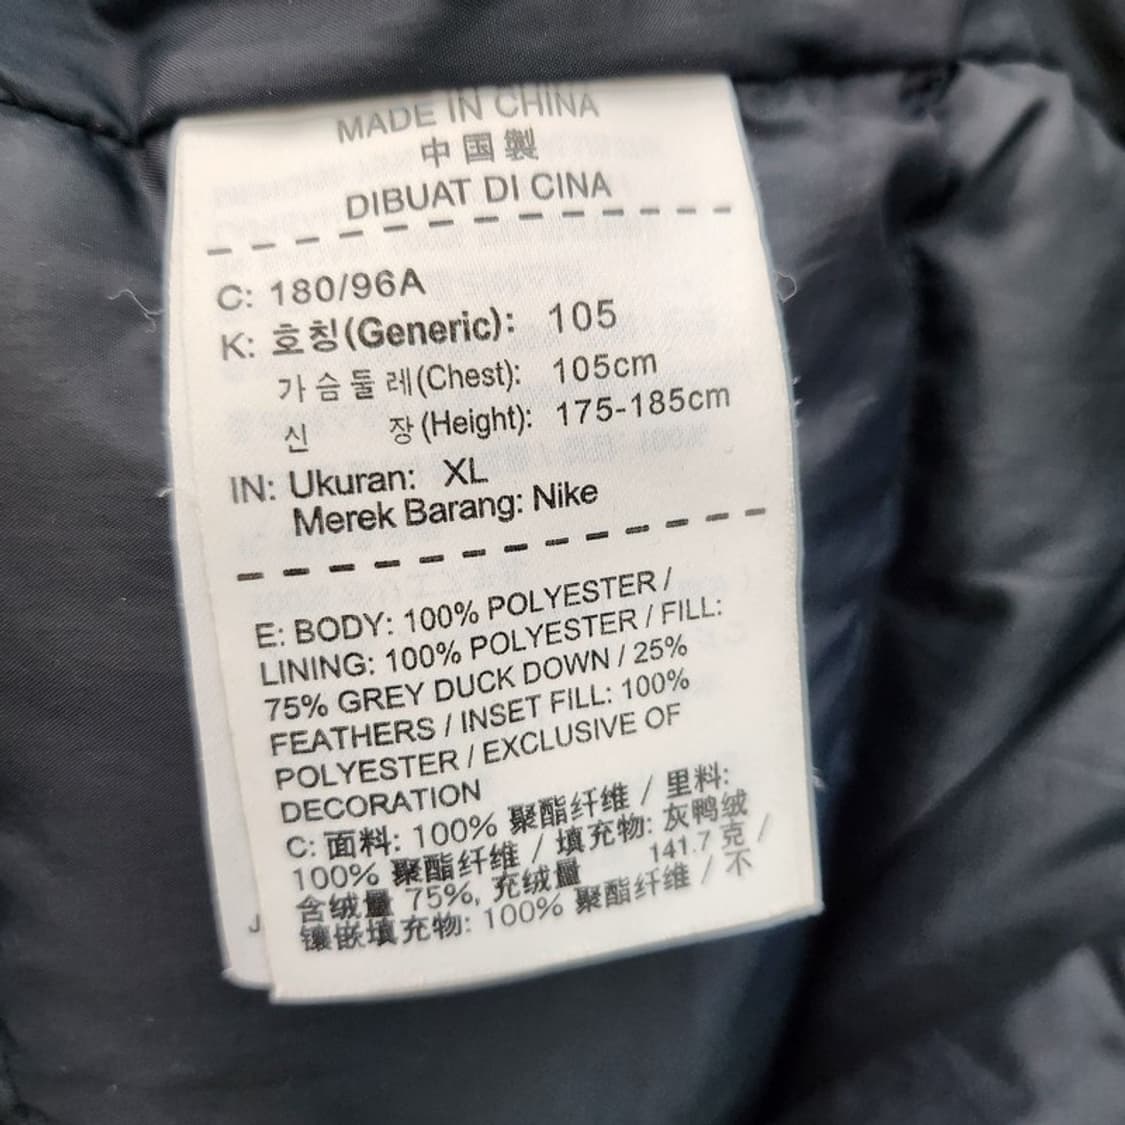 MADE IN CHINA
中国製
DIBUAT DI CINA
C: 180/96A
K: 호칭(Generic): 105
가슴둘레(Chest): 105cm
신 장(Height): 175-185cm
IN: Ukuran: XL
Merek Barang: Nike
E: BODY: 100% POLYESTER /
LINING: 100% POLYESTER / FILL:
75% GREY DUCK DOWN / 25%
FEATHERS / INSET FILL: 100%
POLYESTER / EXCLUSIVE OF
DECORATION
C: 面料: 100% 聚酯纤维 / 里料:
100% 聚酯纤维 / 填充物: 灰鸭绒
含绒量 75%, 充绒量 141.7 克 /
镶嵌填充物: 100% 聚酯纤维 / 不
J